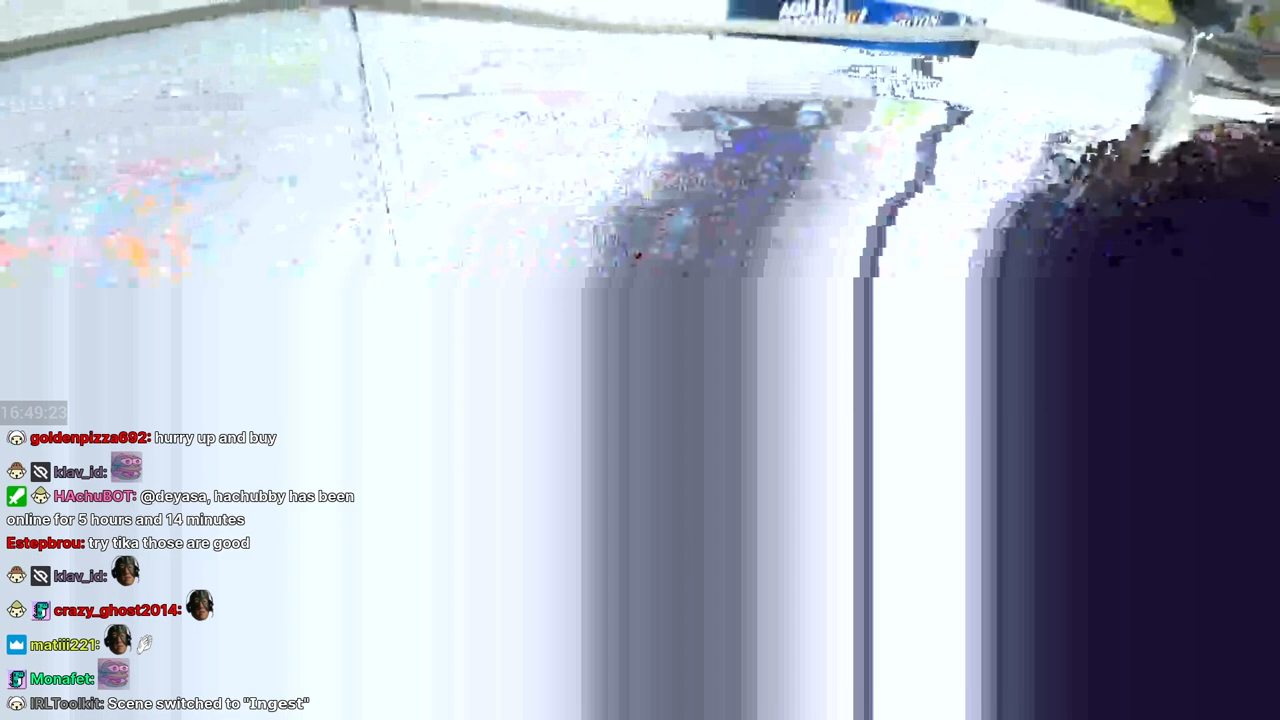 16:49:23
goldenpizza692: hurry up and buy
klav_id:
HAchuBOT: @deyasa, hachubby has been
online for 5 hours and 14 minutes
Estepbrou: try tika those are good
klav_id:
crazy_ghost2014:
matiii221:
Monafet:
IRLToolkit: Scene switched to "Ingest"